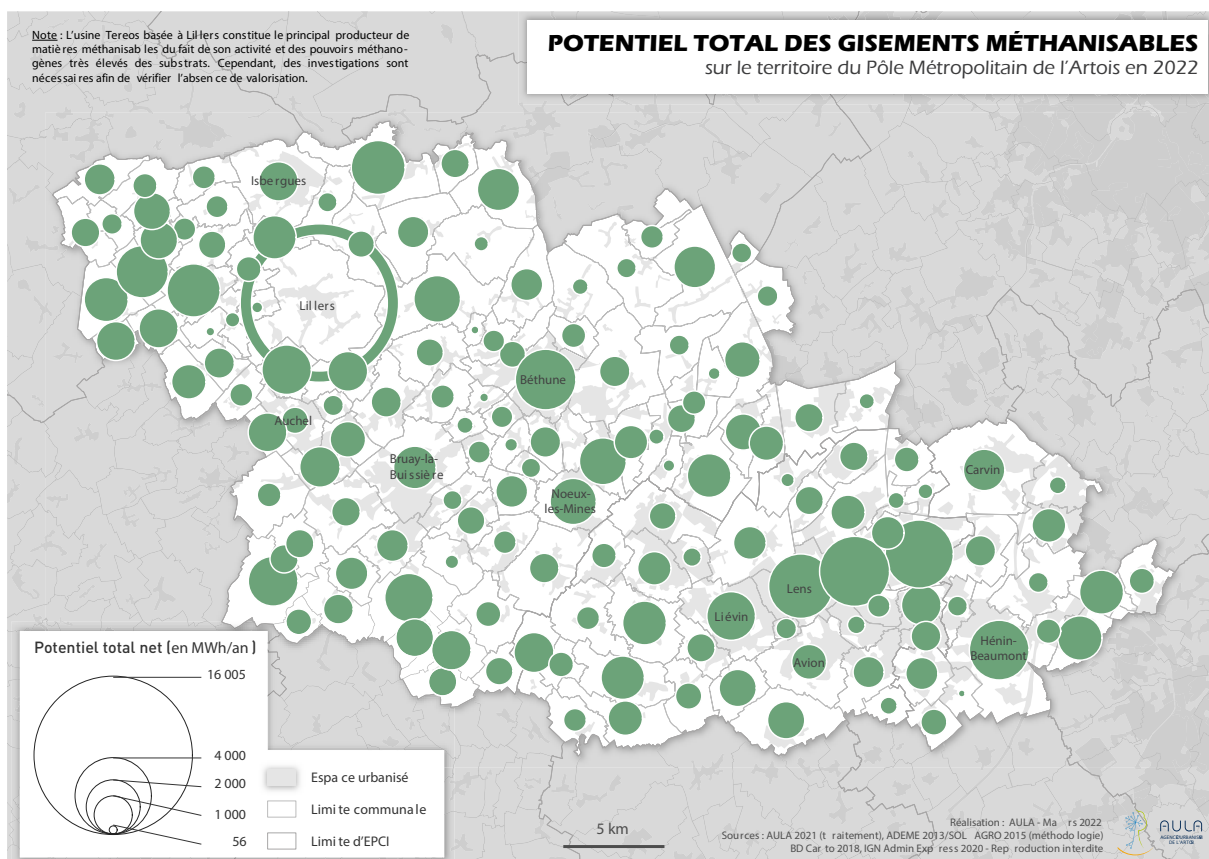 Note : L'usine Tereos basée à Lillers constitue le principal producteur de
matières méthanisables du fait de son activité et des pouvoirs méthano-
gènes très élevés des substrats. Cependant, des investigations sont
nécessaires afin de vérifier l'absence de valorisation.
POTENTIEL TOTAL DES GISEMENTS MÉTHANISABLES
sur le territoire du Pôle Métropolitain de l'Artois en 2022
Isbergues
Lillers
Béthune
Auchel
Bruay-la-
Buissière
Noeux-
les-Mines
Carvin
Lens
Liévin
Avion
Hénin-
Beaumont
Potentiel total net (en MWh/an)
16 005
4 000
2 000
1 000
56
Espace urbanisé
Limite communale
Limite d'EPCI
5 km
Réalisation : AULA - Mars 2022
Sources : AULA 2021 (traitement), ADEME 2013/SOLAGRO 2015 (méthodologie)
BD Carto 2018, IGN Admin Express 2020 - Reproduction interdite
AULA
AGENCE D'URBANISME
DE L'ARTOIS